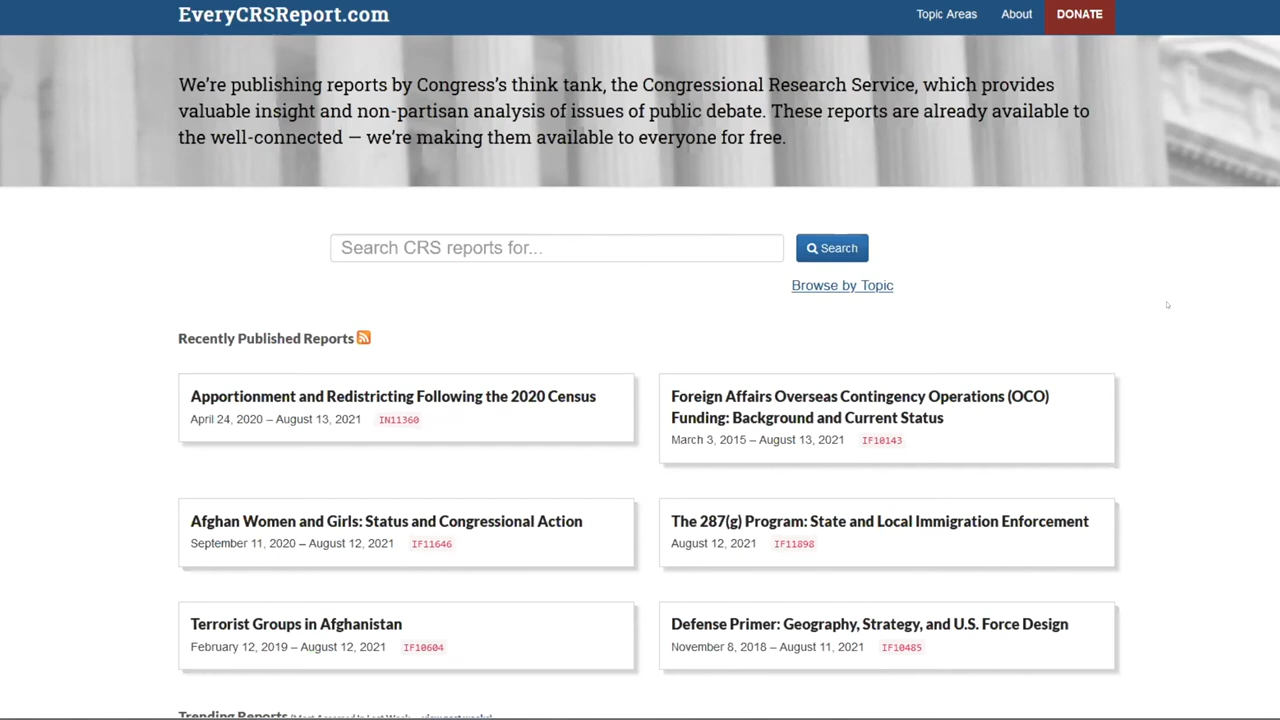 EveryCRSReport.com
Topic Areas
About
DONATE
We're publishing reports by Congress's think tank, the Congressional Research Service, which provides
valuable insight and non-partisan analysis of issues of public debate. These reports are already available to
the well-connected — we're making them available to everyone for free.
Search CRS reports for...
Search
Browse by Topic
Recently Published Reports
Apportionment and Redistricting Following the 2020 Census
April 24, 2020 – August 13, 2021 IN11360
Foreign Affairs Overseas Contingency Operations (OCO)
Funding: Background and Current Status
March 3, 2015 – August 13, 2021 IF10143
Afghan Women and Girls: Status and Congressional Action
September 11, 2020 – August 12, 2021 IF11646
The 287(g) Program: State and Local Immigration Enforcement
August 12, 2021 IF11898
Terrorist Groups in Afghanistan
February 12, 2019 – August 12, 2021 IF10604
Defense Primer: Geography, Strategy, and U.S. Force Design
November 8, 2018 – August 11, 2021 IF10485
Trending Reports